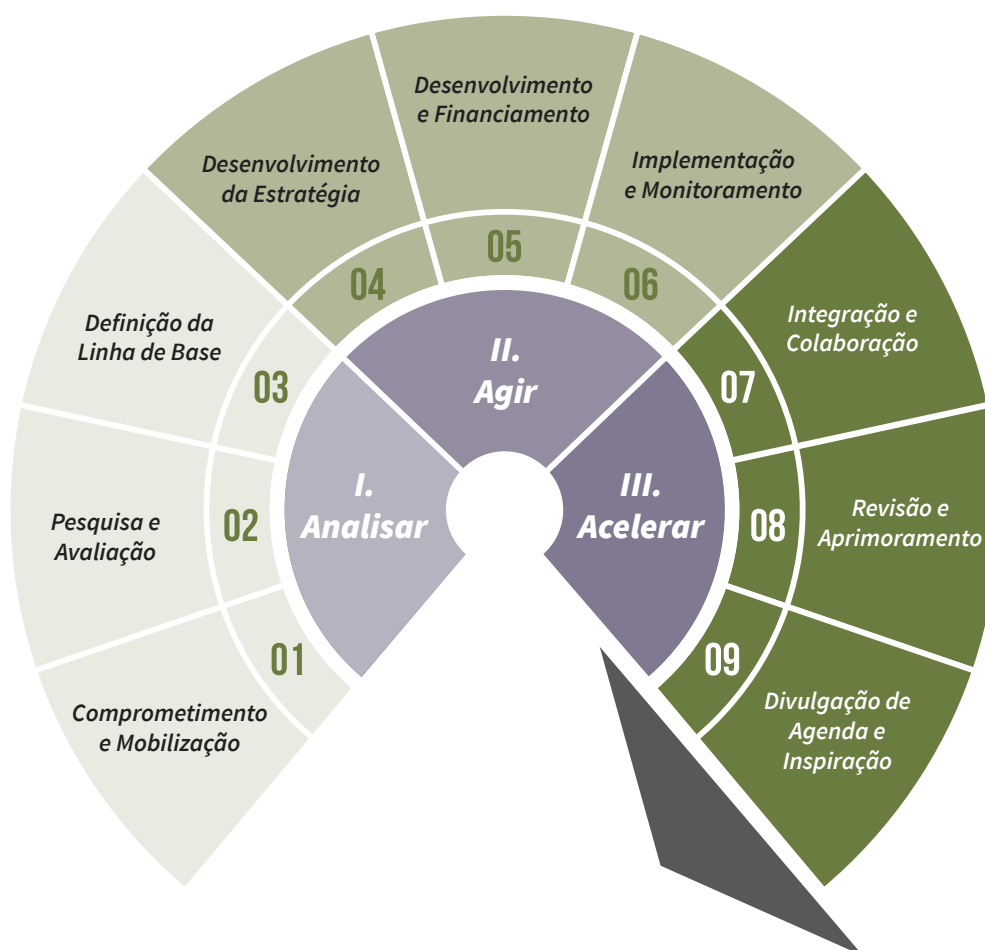 I.
Analisar
II.
Agir
III.
Acelerar
01
Comprometimento
e Mobilização
02
Pesquisa e
Avaliação
03
Definição da
Linha de Base
04
Desenvolvimento
da Estratégia
05
Desenvolvimento
e Financiamento
06
Implementação
e Monitoramento
07
Integração e
Colaboração
08
Revisão e
Aprimoramento
09
Divulgação de
Agenda e
Inspiração